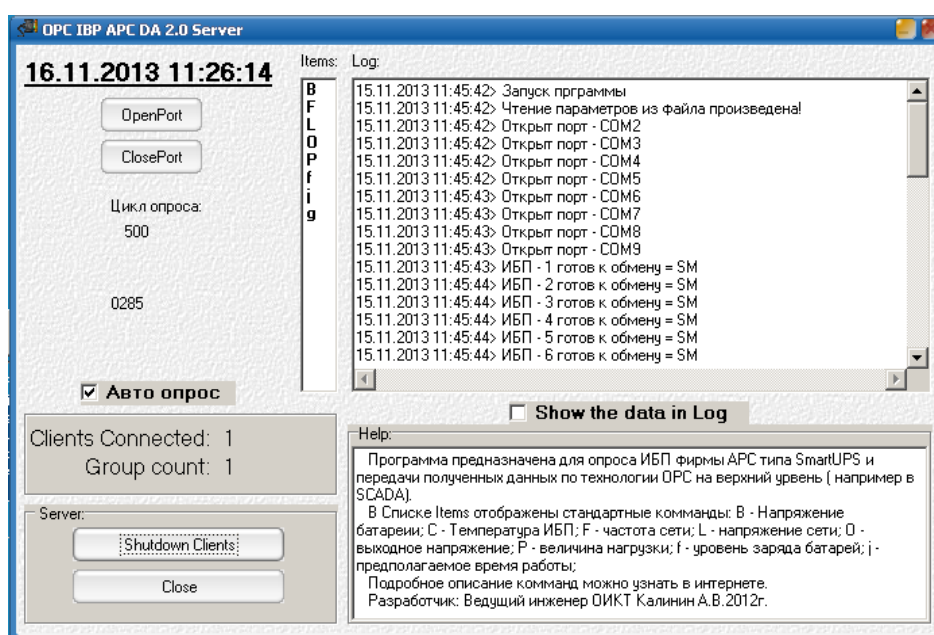 OPC IBP APC DA 2.0 Server
16.11.2013 11:26:14
OpenPort
ClosePort
Цикл опроса:
500
0285
Авто опрос
Clients Connected: 1
Group count: 1
Server:
Shutdown Clients
Close
Items:
B
F
L
O
P
f
j
g
Log:
15.11.2013 11:45:42> Запуск прграммы
15.11.2013 11:45:42> Чтение параметров из файла произведена!
15.11.2013 11:45:42> Открыт порт - COM2
15.11.2013 11:45:42> Открыт порт - COM3
15.11.2013 11:45:42> Открыт порт - COM4
15.11.2013 11:45:42> Открыт порт - COM5
15.11.2013 11:45:43> Открыт порт - COM6
15.11.2013 11:45:43> Открыт порт - COM7
15.11.2013 11:45:43> Открыт порт - COM8
15.11.2013 11:45:43> Открыт порт - COM9
15.11.2013 11:45:43> ИБП - 1 готов к обмену = SM
15.11.2013 11:45:44> ИБП - 2 готов к обмену = SM
15.11.2013 11:45:44> ИБП - 3 готов к обмену = SM
15.11.2013 11:45:44> ИБП - 4 готов к обмену = SM
15.11.2013 11:45:44> ИБП - 5 готов к обмену = SM
15.11.2013 11:45:44> ИБП - 6 готов к обмену = SM
Show the data in Log
Help:
Программа предназначена для опроса ИБП фирмы APC типа SmartUPS и
передачи полученных данных по технологии OPC на верхний урвень ( например в
SCADA).
В Списке Items отображены стандартные комманды: B - Напряжение
батареии; C - Температура ИБП; F - частота сети; L - напряжение сети; O -
выходное напряжение; P - величина нагрузки; f - уровень заряда батарей; j -
предполагаемое время работы;
Подробное описание комманд можно узнать в интернете.
Разработчик: Ведущий инженер ОИКТ Калинин А.В.2012г.